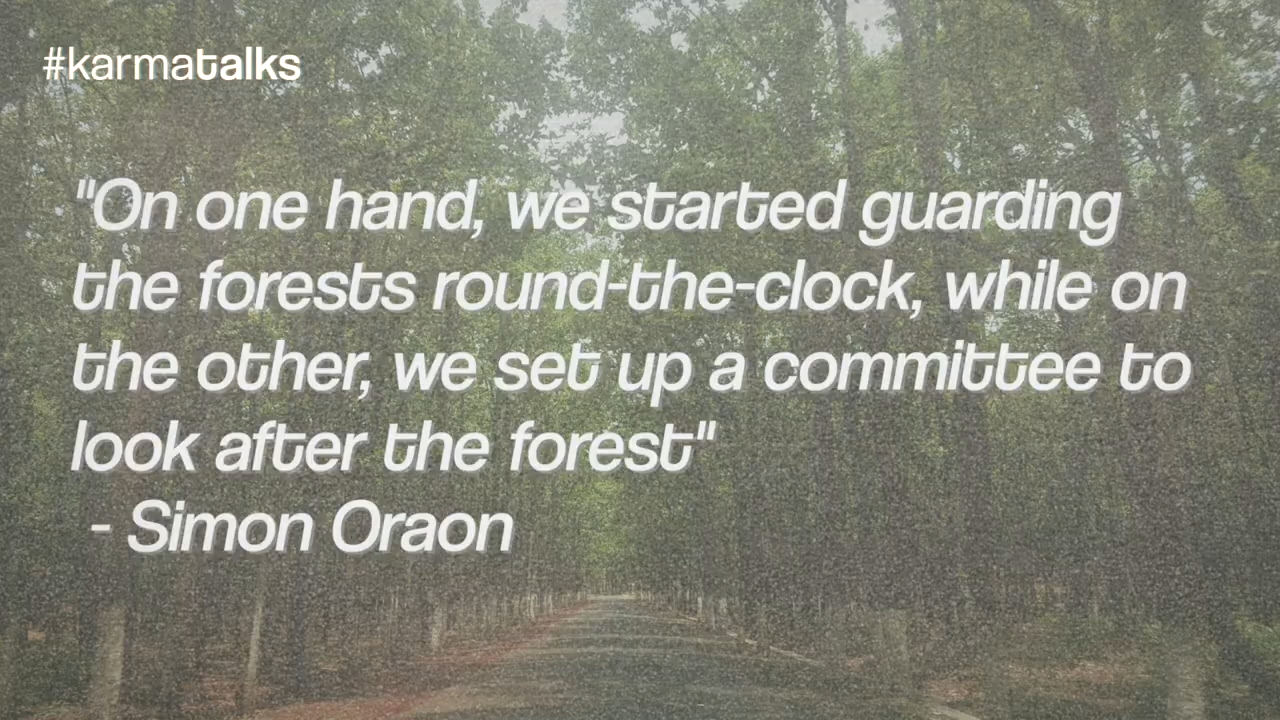 #karmatalks
"On one hand, we started guarding
the forests round-the-clock, while on
the other, we set up a committee to
look after the forest"
- Simon Oraon